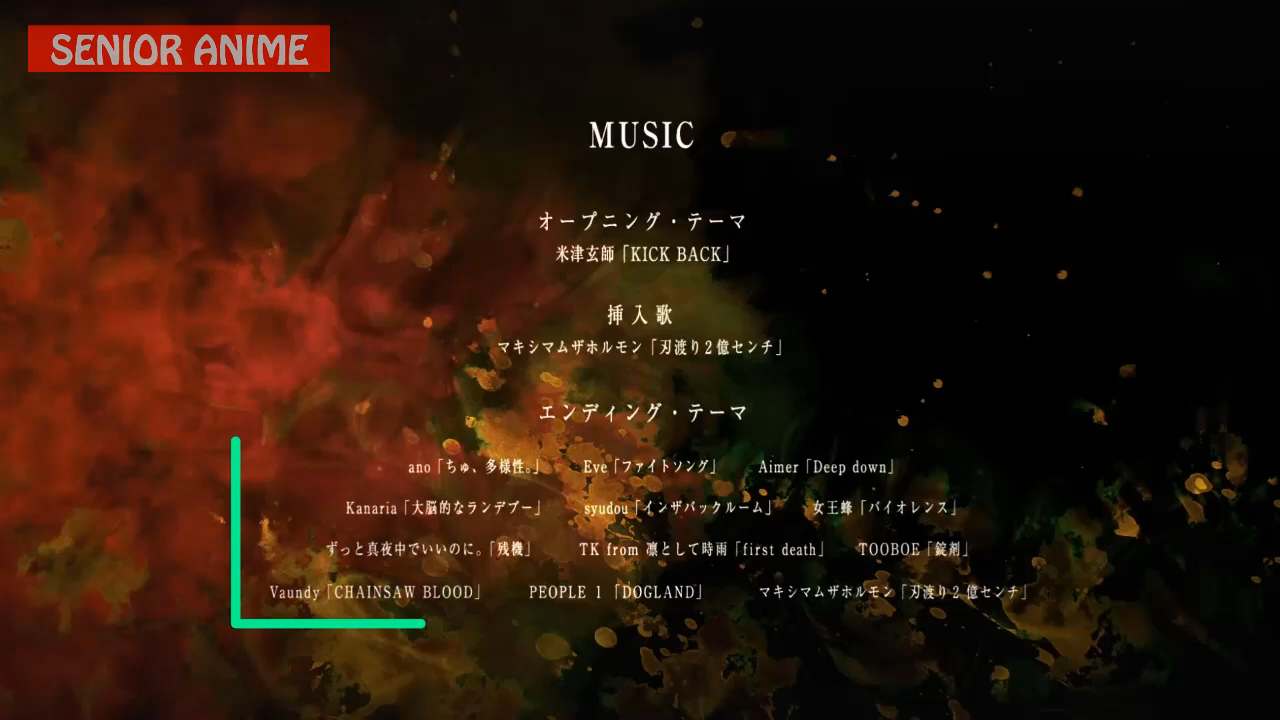 SENIOR ANIME
MUSIC
オープニング・テーマ
米津玄師「KICK BACK」
挿入歌
マキシマムザホルモン「刃渡り2億センチ」
エンディング・テーマ
ano「ちゅ、多様性。」 Eve「ファイトソング」 Aimer「Deep down」
Kanaria「大脳的なランデブー」 syudou「インザバックルーム」 女王蜂「バイオレンス」
ずっと真夜中でいいのに。「残機」 TK from 凛として時雨「first death」 TOOBOE「錠剤」
Vaundy「CHAINSAW BLOOD」 PEOPLE 1「DOGLAND」 マキシマムザホルモン「刃渡り2億センチ」